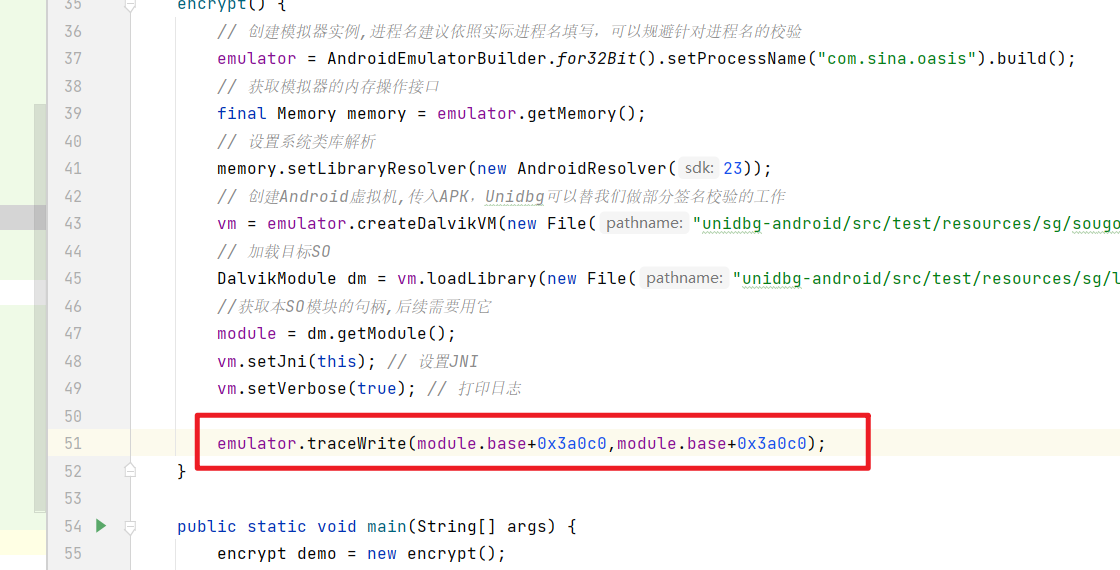 35 encrypt() {
36 // 创建模拟器实例,进程名建议依照实际进程名填写，可以规避针对进程名的校验
37 emulator = AndroidEmulatorBuilder.for32Bit().setProcessName("com.sina.oasis").build();
38 // 获取模拟器的内存操作接口
39 final Memory memory = emulator.getMemory();
40 // 设置系统类库解析
41 memory.setLibraryResolver(new AndroidResolver( sdk: 23));
42 // 创建Android虚拟机,传入APK，Unidbg可以替我们做部分签名校验的工作
43 vm = emulator.createDalvikVM(new File( pathname: "unidbg-android/src/test/resources/sg/sougo
44 // 加载目标SO
45 DalvikModule dm = vm.loadLibrary(new File( pathname: "unidbg-android/src/test/resources/sg/l
46 //获取本SO模块的句柄,后续需要用它
47 module = dm.getModule();
48 vm.setJni(this); // 设置JNI
49 vm.setVerbose(true); // 打印日志
50
51 emulator.traceWrite(module.base+0x3a0c0,module.base+0x3a0c0);
52 }
53
54 public static void main(String[] args) {
55 encrypt demo = new encrypt();